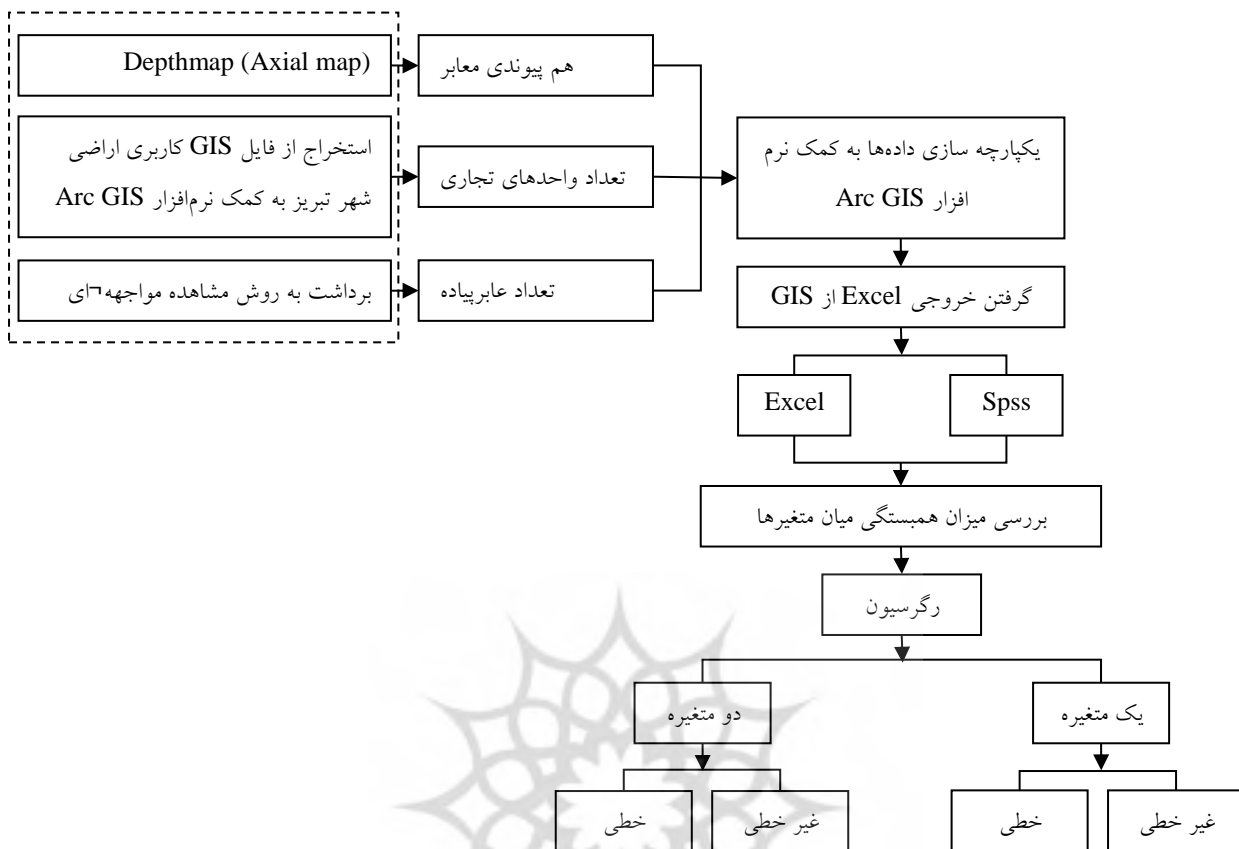 Depthmap (Axial map)
هم پیوندی معابر
استخراج از فایل GIS کاربری اراضی
شهر تبریز به کمک نرم‌افزار Arc GIS
تعداد واحدهای تجاری
برداشت به روش مشاهده مواجهه¬ای
تعداد عابرپیاده
یکپارچه سازی داده‌ها به کمک نرم
افزار Arc GIS
گرفتن خروجی Excel از GIS
Excel
Spss
بررسی میزان همبستگی میان متغیرها
رگرسیون
دو متغیره
یک متغیره
خطی
غیر خطی
خطی
غیر خطی